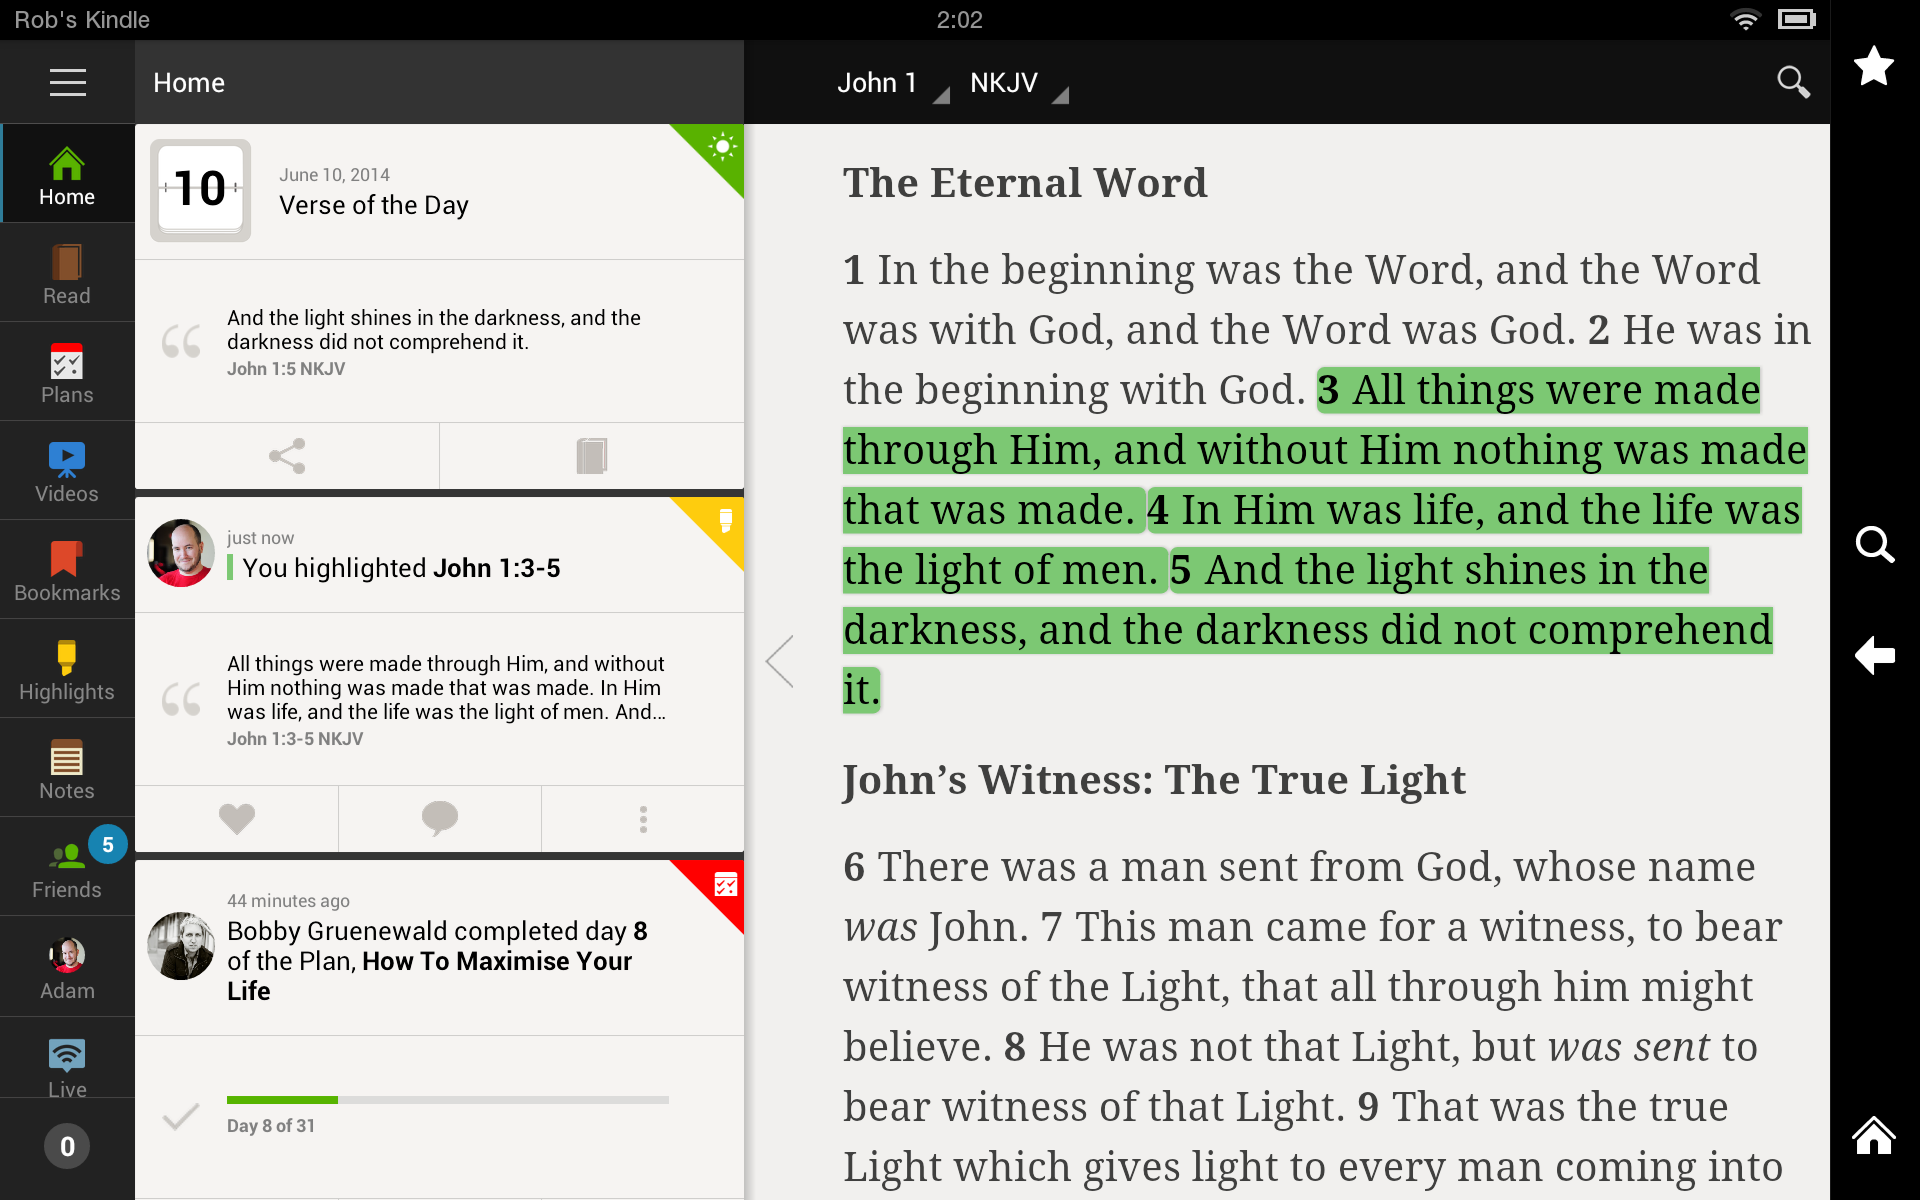 Rob's Kindle
2:02
Home
John 1
NKJV
Home
Read
Plans
Videos
Bookmarks
Highlights
Notes
5
Friends
Adam
Live
0
10
June 10, 2014
Verse of the Day
And the light shines in the darkness, and the
darkness did not comprehend it.
John 1:5 NKJV
just now
You highlighted John 1:3-5
All things were made through Him, and without
Him nothing was made that was made. In Him
was life, and the life was the light of men. And...
John 1:3-5 NKJV
44 minutes ago
Bobby Gruenewald completed day 8
of the Plan, How To Maximise Your
Life
Day 8 of 31
The Eternal Word
1 In the beginning was the Word, and the Word
was with God, and the Word was God. 2 He was in
the beginning with God. 3 All things were made
through Him, and without Him nothing was made
that was made. 4 In Him was life, and the life was
the light of men. 5 And the light shines in the
darkness, and the darkness did not comprehend
it.
John’s Witness: The True Light
6 There was a man sent from God, whose name
was John. 7 This man came for a witness, to bear
witness of the Light, that all through him might
believe. 8 He was not that Light, but was sent to
bear witness of that Light. 9 That was the true
Light which gives light to every man coming into